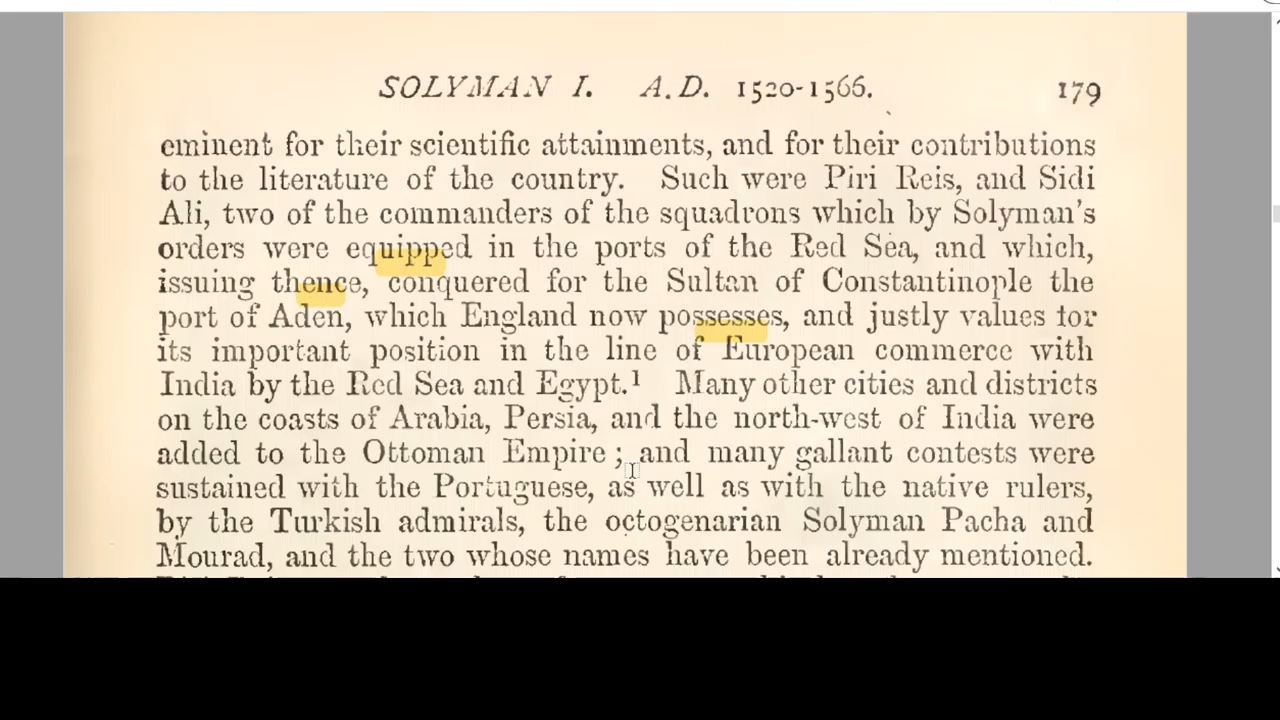 SOLYMAN I. A.D. 1520-1566. 179
eminent for their scientific attainments, and for their contributions
to the literature of the country. Such were Piri Reis, and Sidi
Ali, two of the commanders of the squadrons which by Solyman's
orders were equipped in the ports of the Red Sea, and which,
issuing thence, conquered for the Sultan of Constantinople the
port of Aden, which England now possesses, and justly values for
its important position in the line of European commerce with
India by the Red Sea and Egypt.¹ Many other cities and districts
on the coasts of Arabia, Persia, and the north-west of India were
added to the Ottoman Empire; and many gallant contests were
sustained with the Portuguese, as well as with the native rulers,
by the Turkish admirals, the octogenarian Solyman Pacha and
Mourad, and the two whose names have been already mentioned.